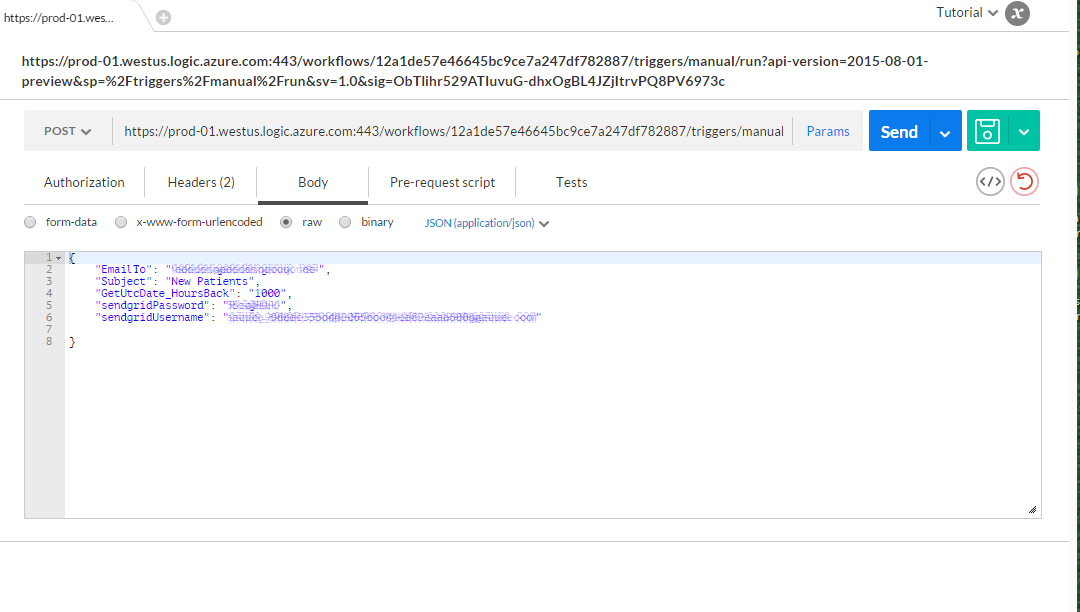 https://prod-01.wes...
Tutorial
https://prod-01.westus.logic.azure.com:443/workflows/12a1de57e46645bc9ce7a247df782887/triggers/manual/run?api-version=2015-08-01-
preview&sp=%2Ftriggers%2Fmanual%2Frun&sv=1.0&sig=ObTlihr529ATIuvuG-dhxOgBL4JZjItrvPQ8PV6973c
POST https://prod-01.westus.logic.azure.com:443/workflows/12a1de57e46645bc9ce7a247df782887/triggers/manual Params Send
Authorization Headers (2) Body Pre-request script Tests
form-data x-www-form-urlencoded raw binary JSON (application/json)
1 {
2 "EmailTo": "",
3 "Subject": "New Patients",
4 "GetUtcDate_HoursBack": "1000",
5 "sendgridPassword": "",
6 "sendgridUsername": ""
7
8 }